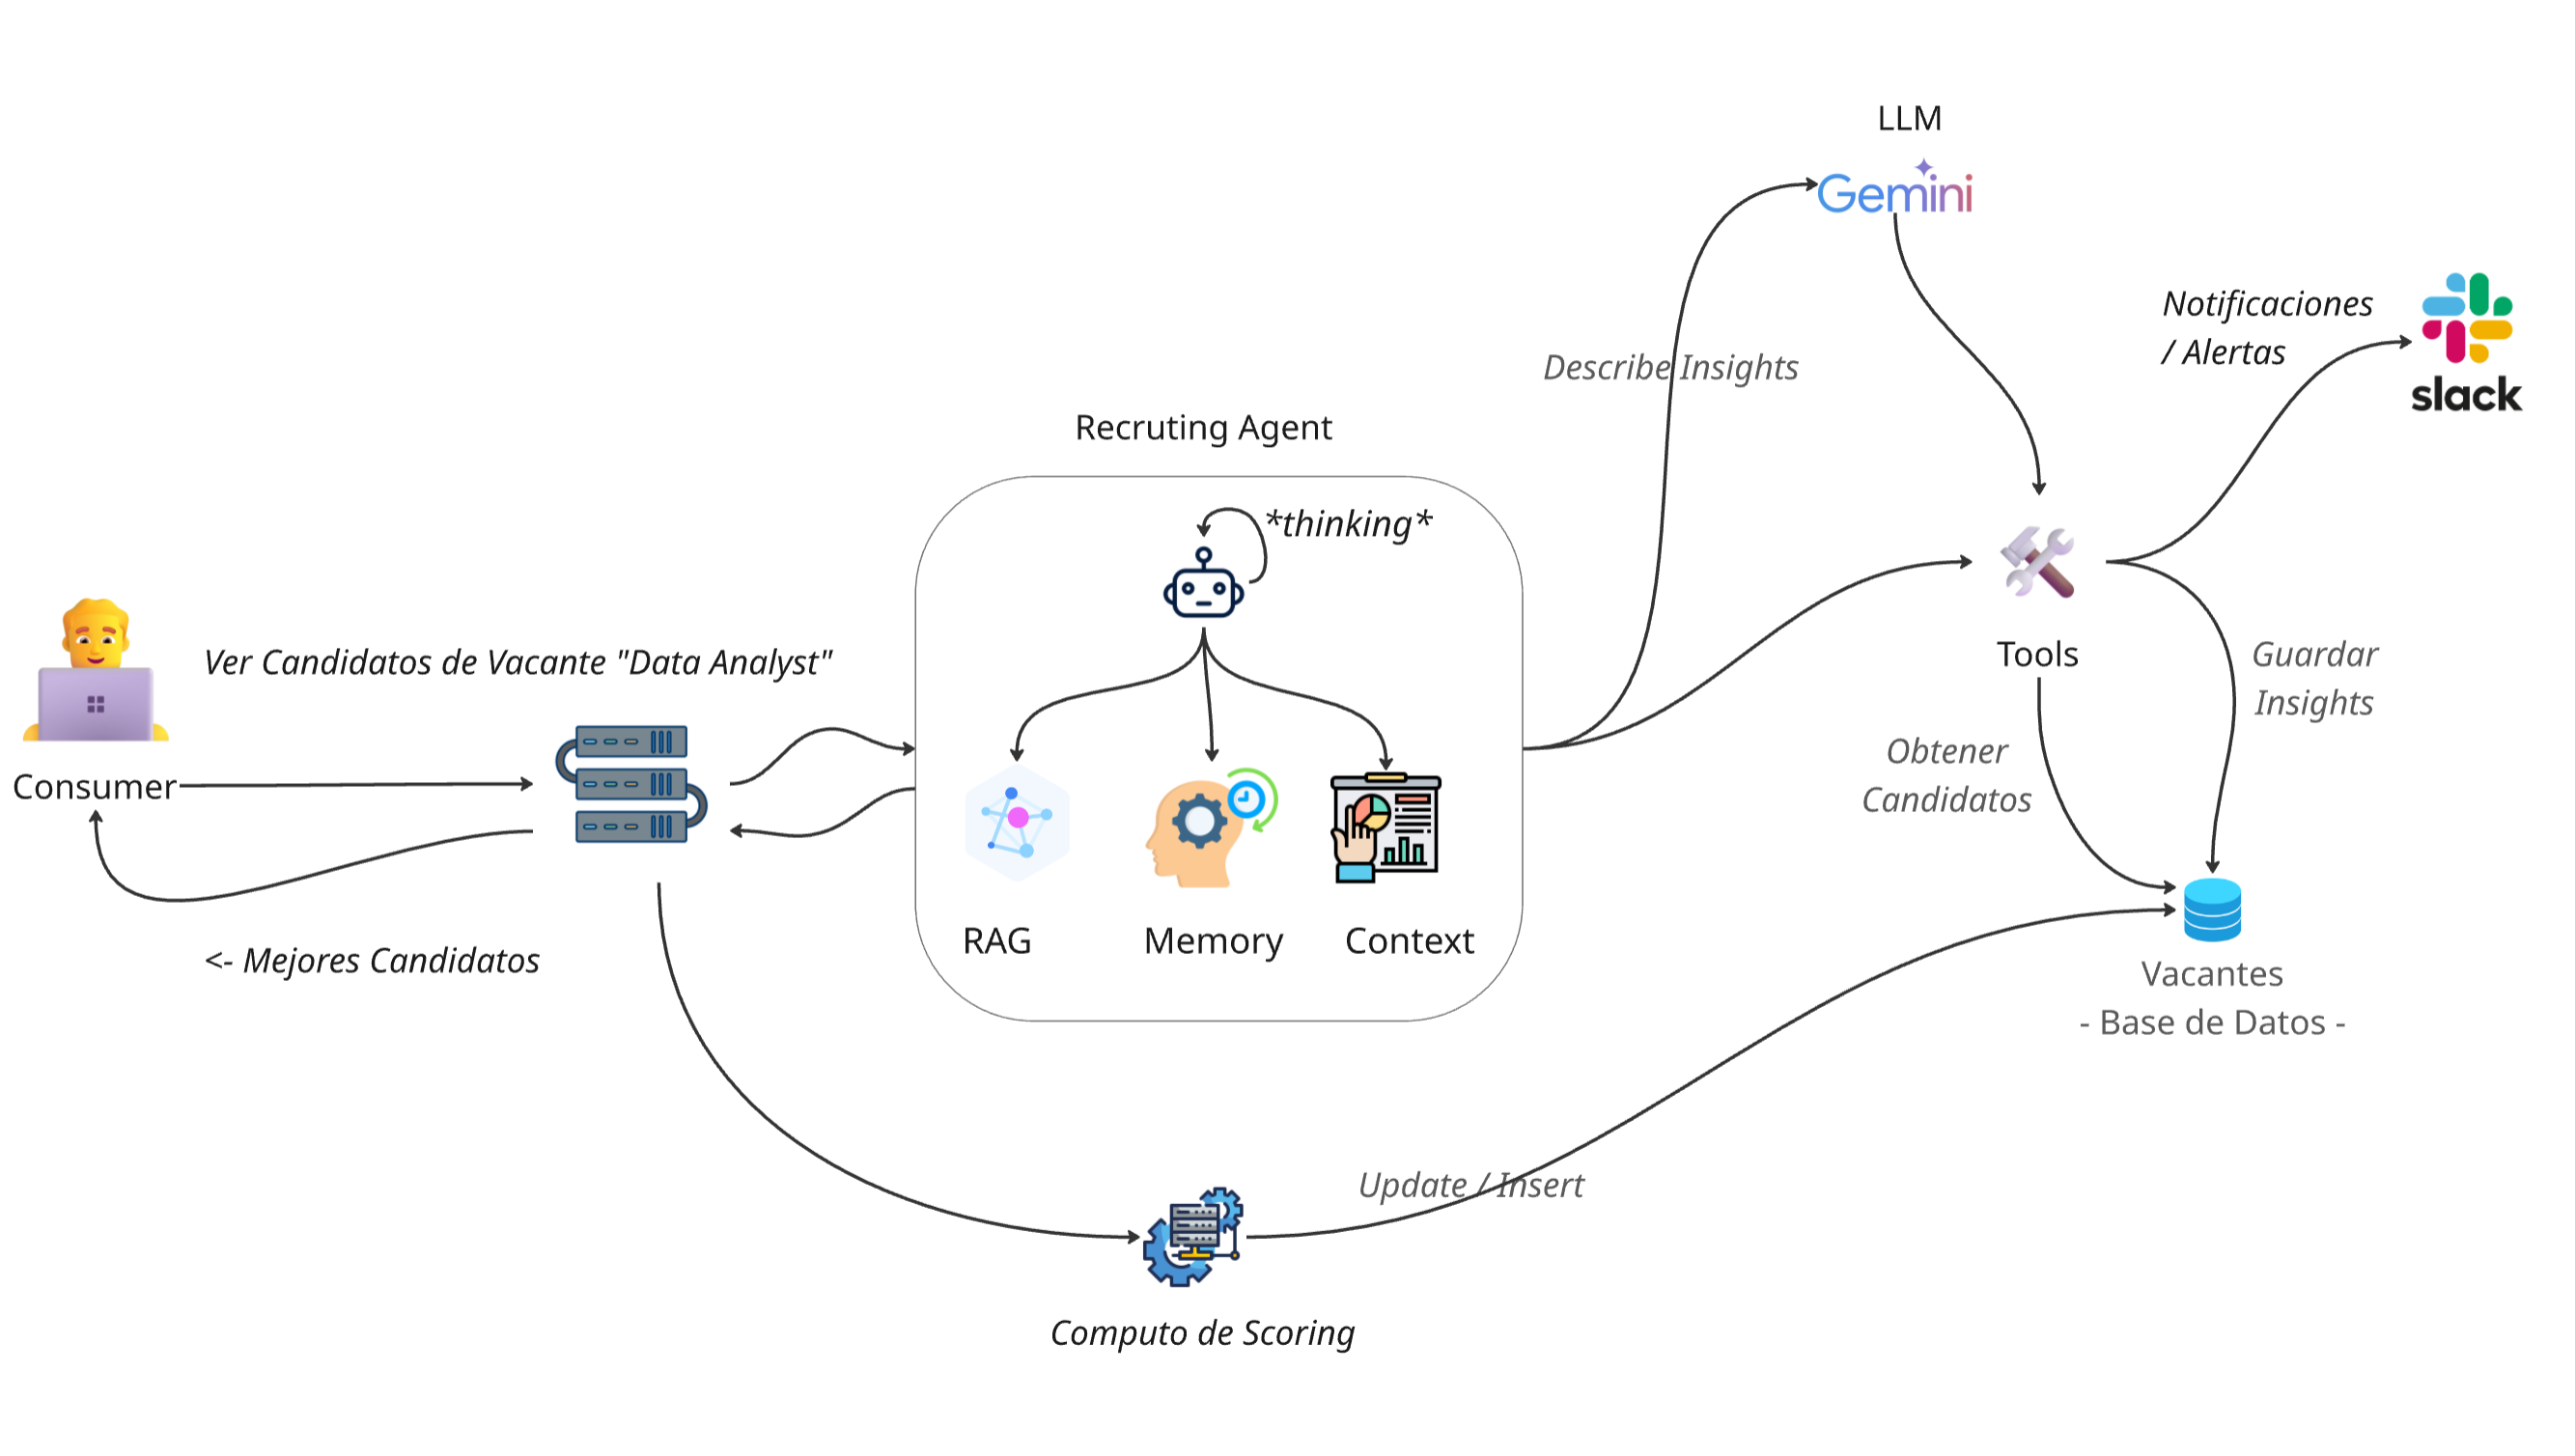 LLM
Gemini
Notificaciones
/ Alertas
slack
Describe Insights
Recruting Agent
*thinking*
Ver Candidatos de Vacante "Data Analyst"
Tools
Guardar
Insights
Obtener
Candidatos
Consumer
RAG
Memory
Context
<- Mejores Candidatos
Vacantes
- Base de Datos -
Update / Insert
Computo de Scoring